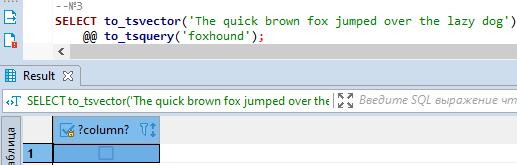 --№3
SELECT to_tsvector('The quick brown fox jumped over the lazy dog')
@@ to_tsquery('foxhound');
Result
SELECT to_tsvector('The quick brown fox jumped over the
Введите SQL выражение чт
?column?
1